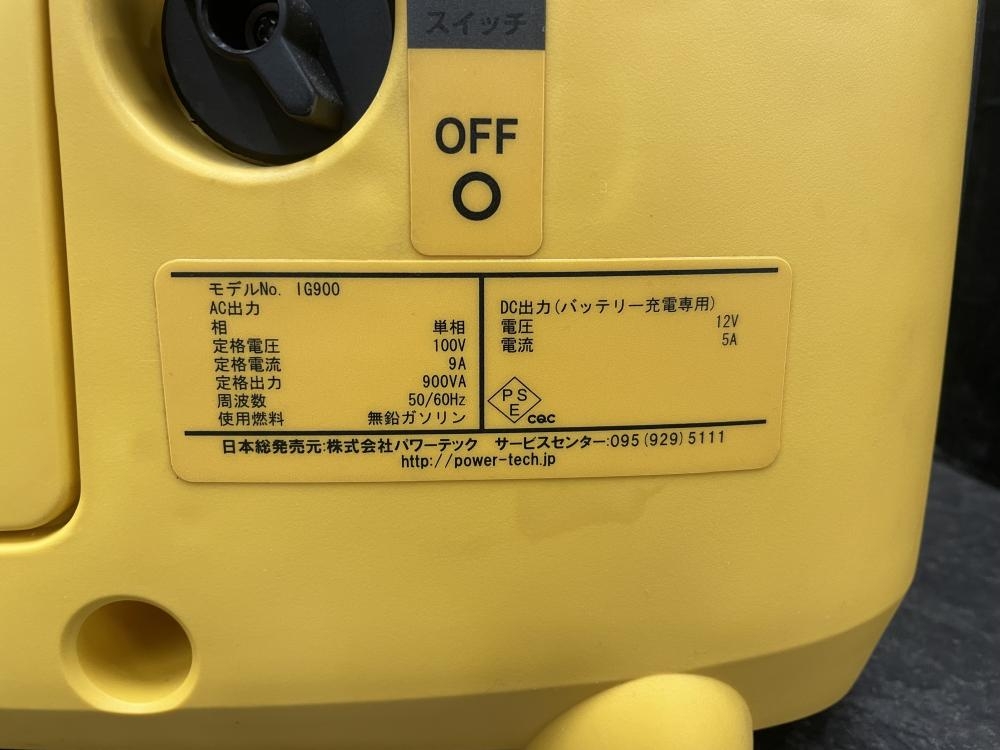 スイッチ
OFF
モデルNo. IG900
AC出力
相 単相
定格電圧 100V
定格電流 9A
定格出力 900VA
周波数 50/60Hz
使用燃料 無鉛ガソリン
DC出力(バッテリー充電専用)
電圧 12V
電流 5A
PSE cqc
日本総発売元:株式会社パワーテック サービスセンター:095(929)5111
http://power-tech.jp